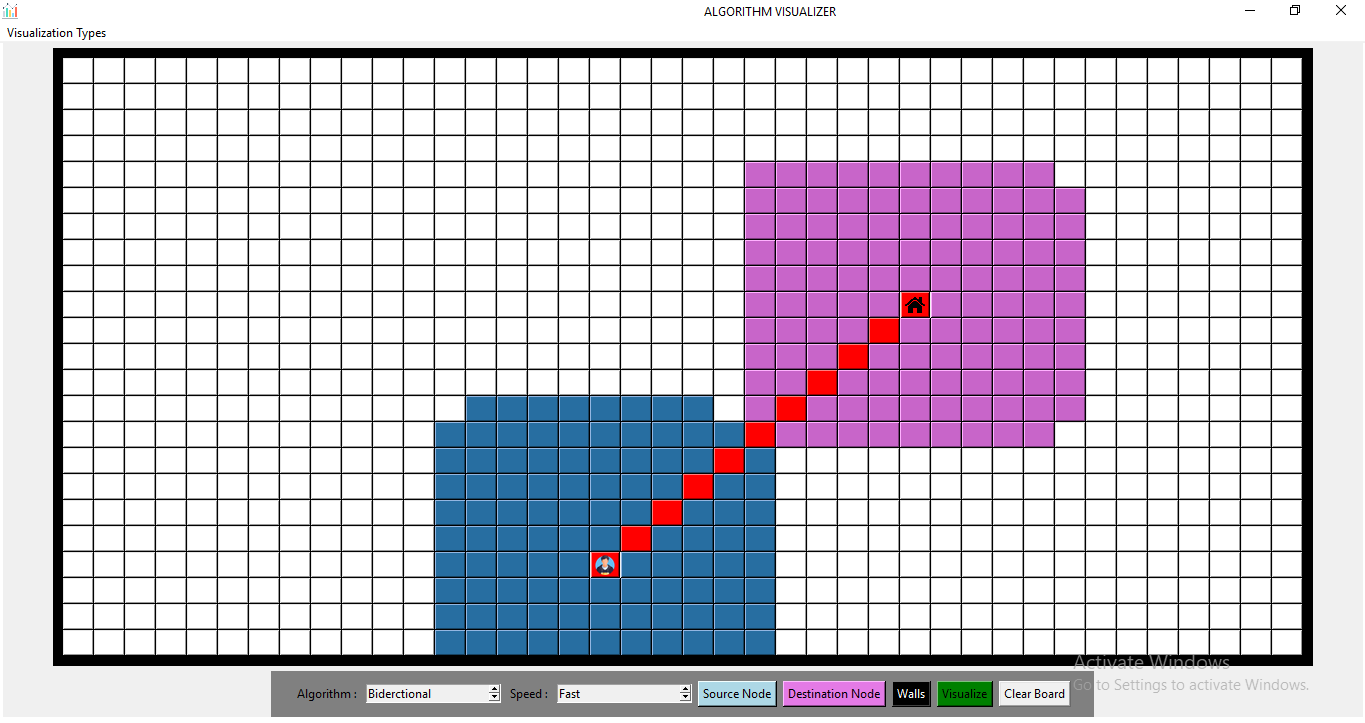 ALGORITHM VISUALIZER
Visualization Types
Activate Windows
Go to Settings to activate Windows.
Algorithm : Biderctional Speed : Fast Source Node Destination Node Walls Visualize Clear Board